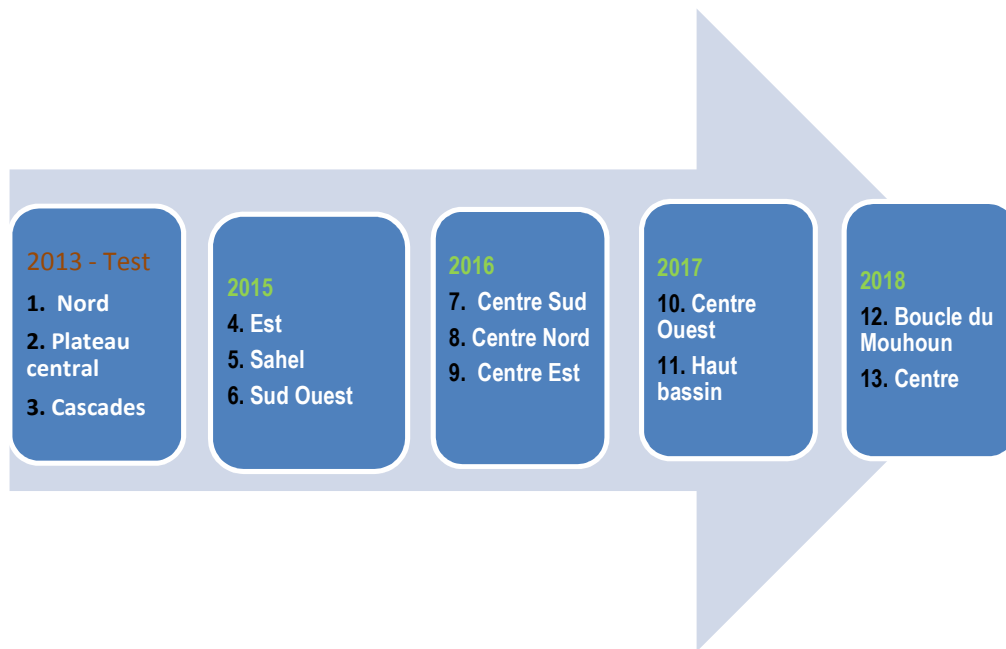 2013 - Test
1. Nord
2. Plateau
central
3. Cascades
2015
4. Est
5. Sahel
6. Sud Ouest
2016
7. Centre Sud
8. Centre Nord
9. Centre Est
2017
10. Centre
Ouest
11. Haut
bassin
2018
12. Boucle du
Mouhoun
13. Centre